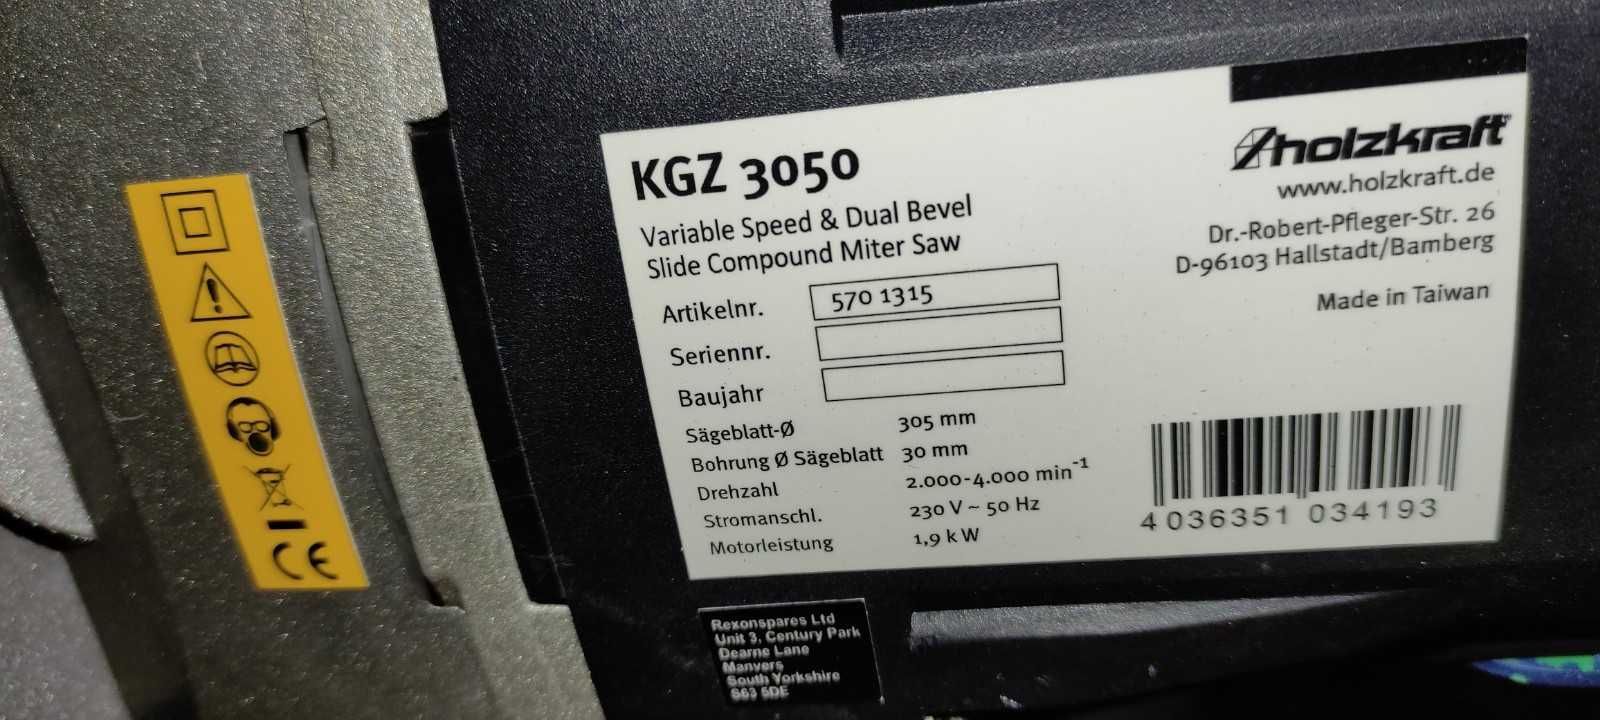 KGZ 3050
Variable Speed & Dual Bevel
Slide Compound Miter Saw
Artikelnr. 570 1315
Seriennr.
Baujahr
Sägeblatt-Ø 305 mm
Bohrung Ø Sägeblatt 30 mm
Drehzahl 2.000-4.000 min⁻¹
Stromanschl. 230 V ~ 50 Hz
Motorleistung 1,9 kW
holzkraft®
www.holzkraft.de
Dr.-Robert-Pfleger-Str. 26
D-96103 Hallstadt/Bamberg
Made in Taiwan
4 036351 034193
CE
Rexonspares Ltd
Unit 3, Century Park
Dearne Lane
Manvers
South Yorkshire
S63 5DE